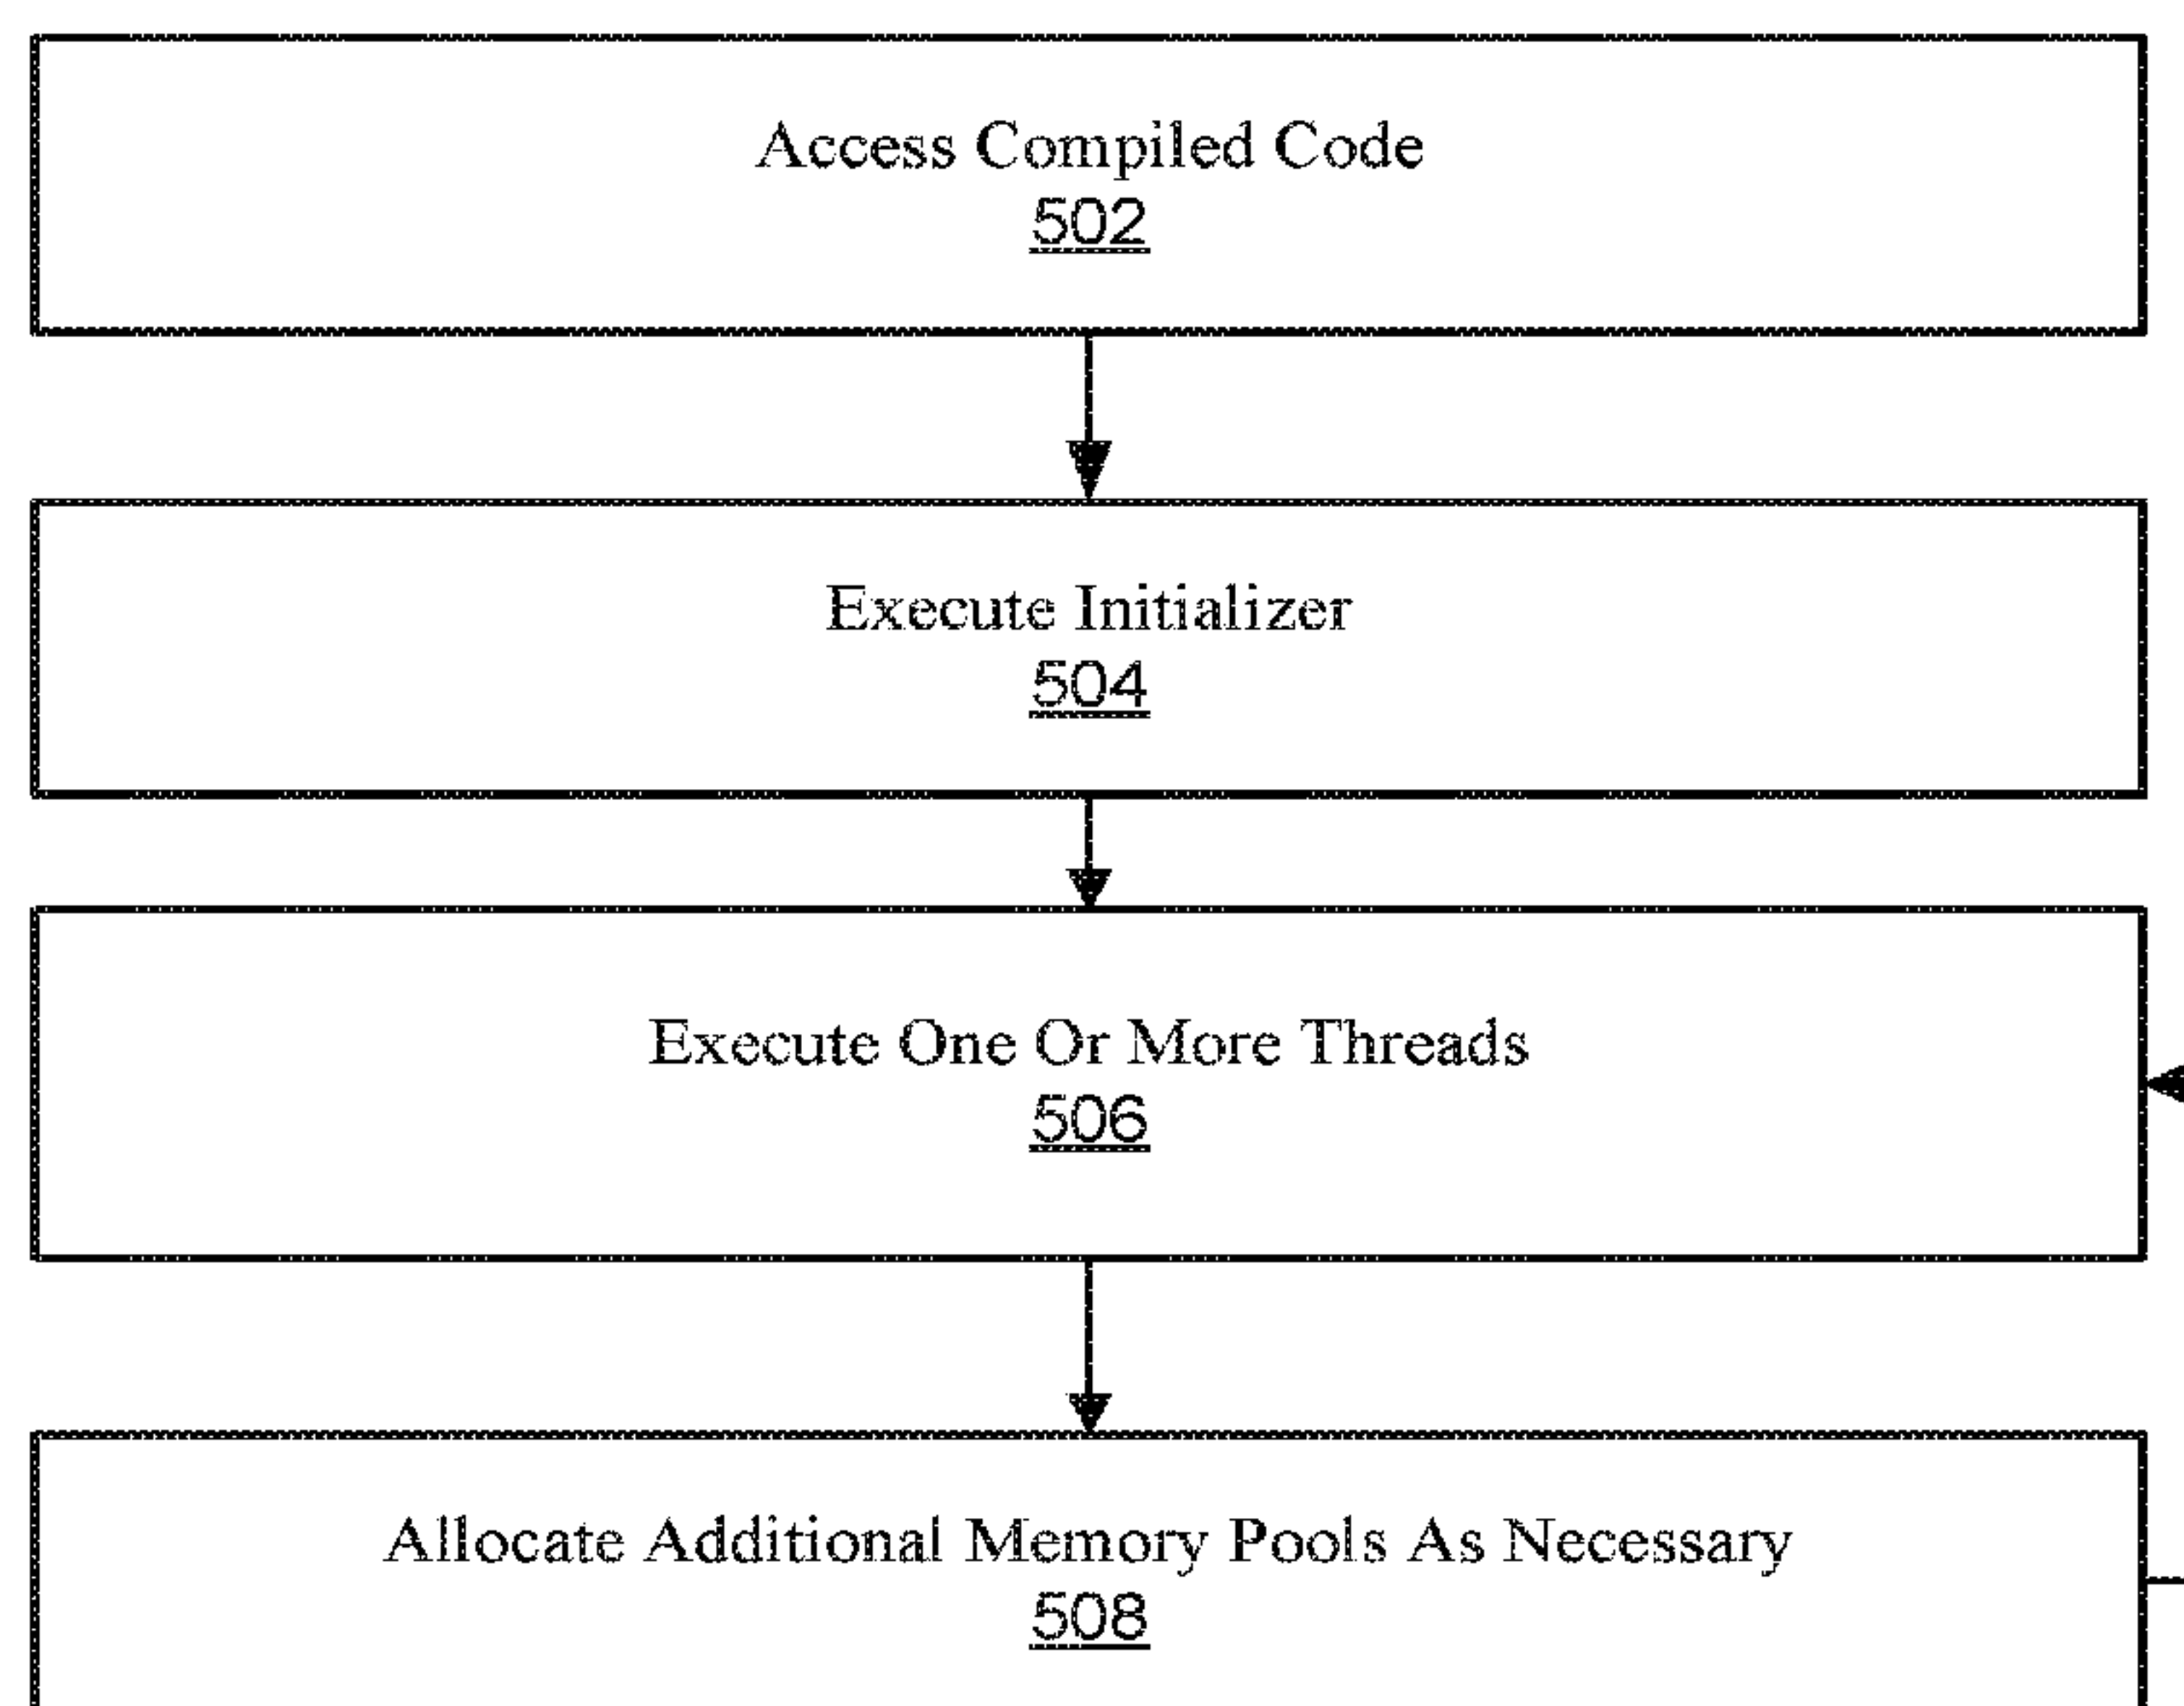 Access Compiled Code
502
Execute Initializer
504
Execute One Or More Threads
506
Allocate Additional Memory Pools As Necessary
508